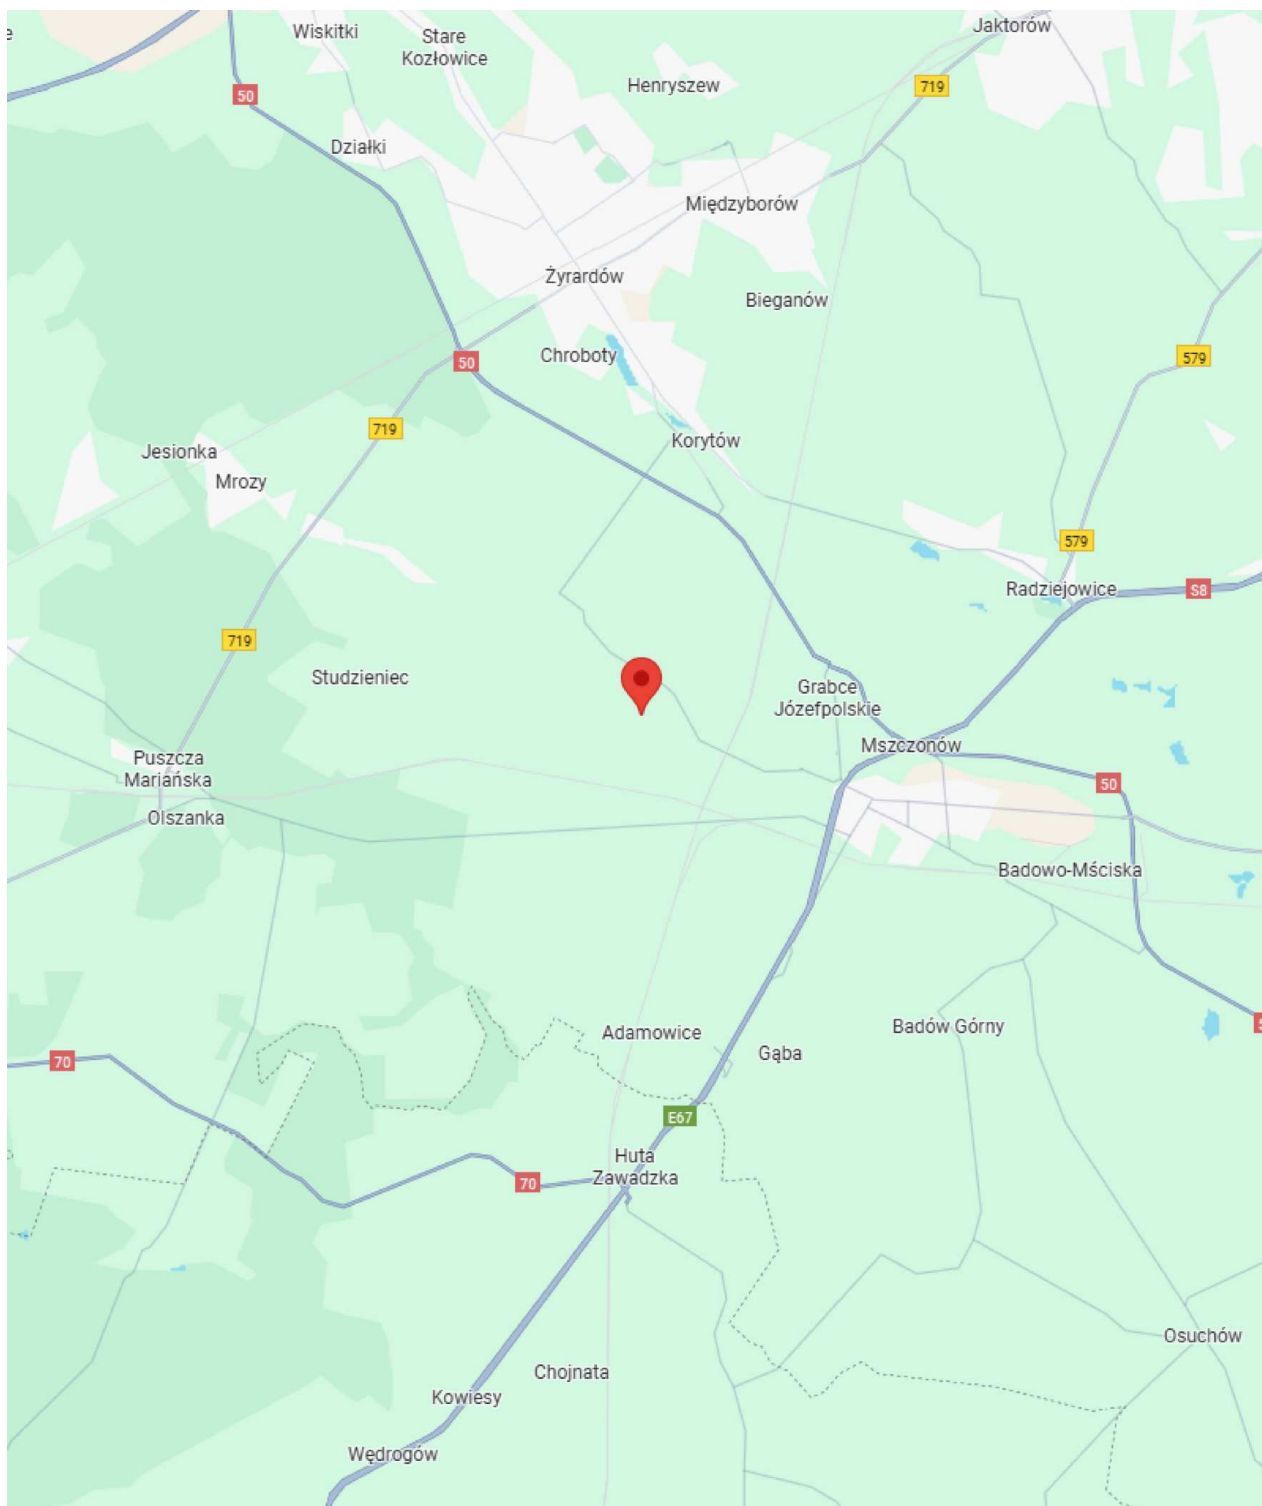 e
Wiskitki
Stare
Kozłowice
Jaktorów
Henryszew
719
50
Działki
Międzyborów
Żyrardów
Bieganów
Chroboty
50
579
719
Korytów
Jesionka
Mrozy
579
Radziejowice
S8
719
Studzieniec
Grabce
Józefpolskie
Mszczonów
Puszcza
Mariańska
50
Olszanka
Badowo-Mściska
Adamowice
Badów Górny
5
Gąba
70
E67
Huta
Zawadzka
70
Osuchów
Chojnata
Kowiesy
Wędrogów